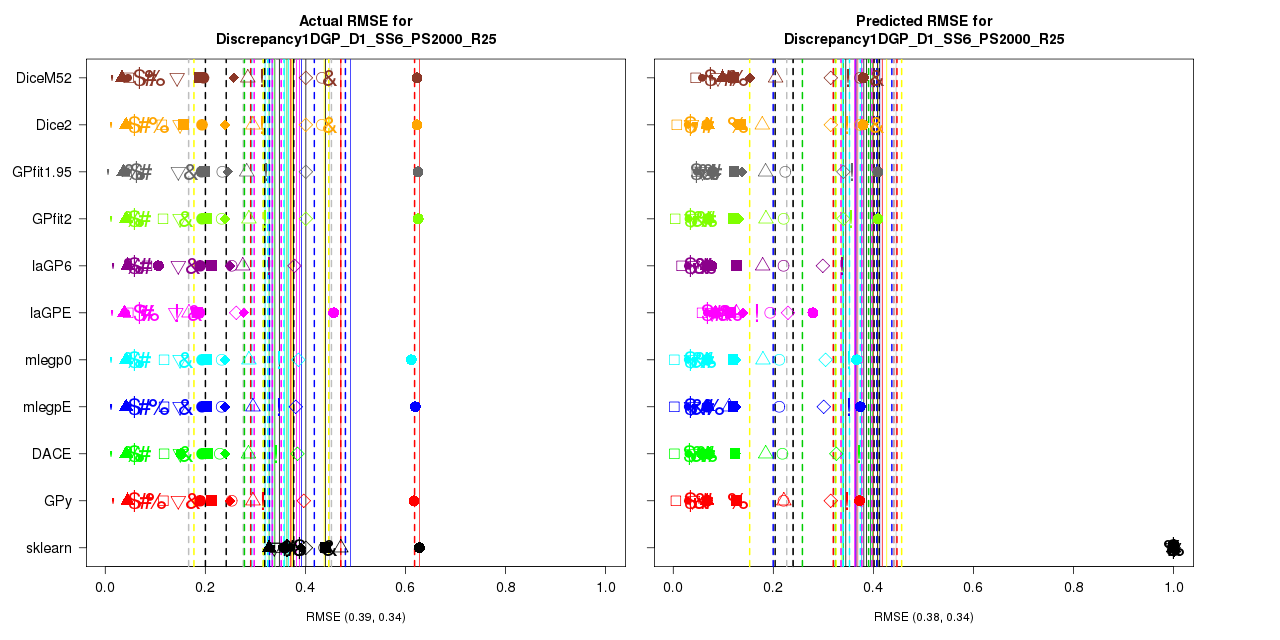 Actual RMSE for
Discrepancy1DGP_D1_SS6_PS2000_R25
Predicted RMSE for
Discrepancy1DGP_D1_SS6_PS2000_R25
DiceM52
Dice2
GPfit1.95
GPfit2
laGP6
laGPE
mlegp0
mlegpE
DACE
GPy
sklearn
0.0 0.2 0.4 0.6 0.8 1.0
0.0 0.2 0.4 0.6 0.8 1.0
RMSE (0.39, 0.34)
RMSE (0.38, 0.34)